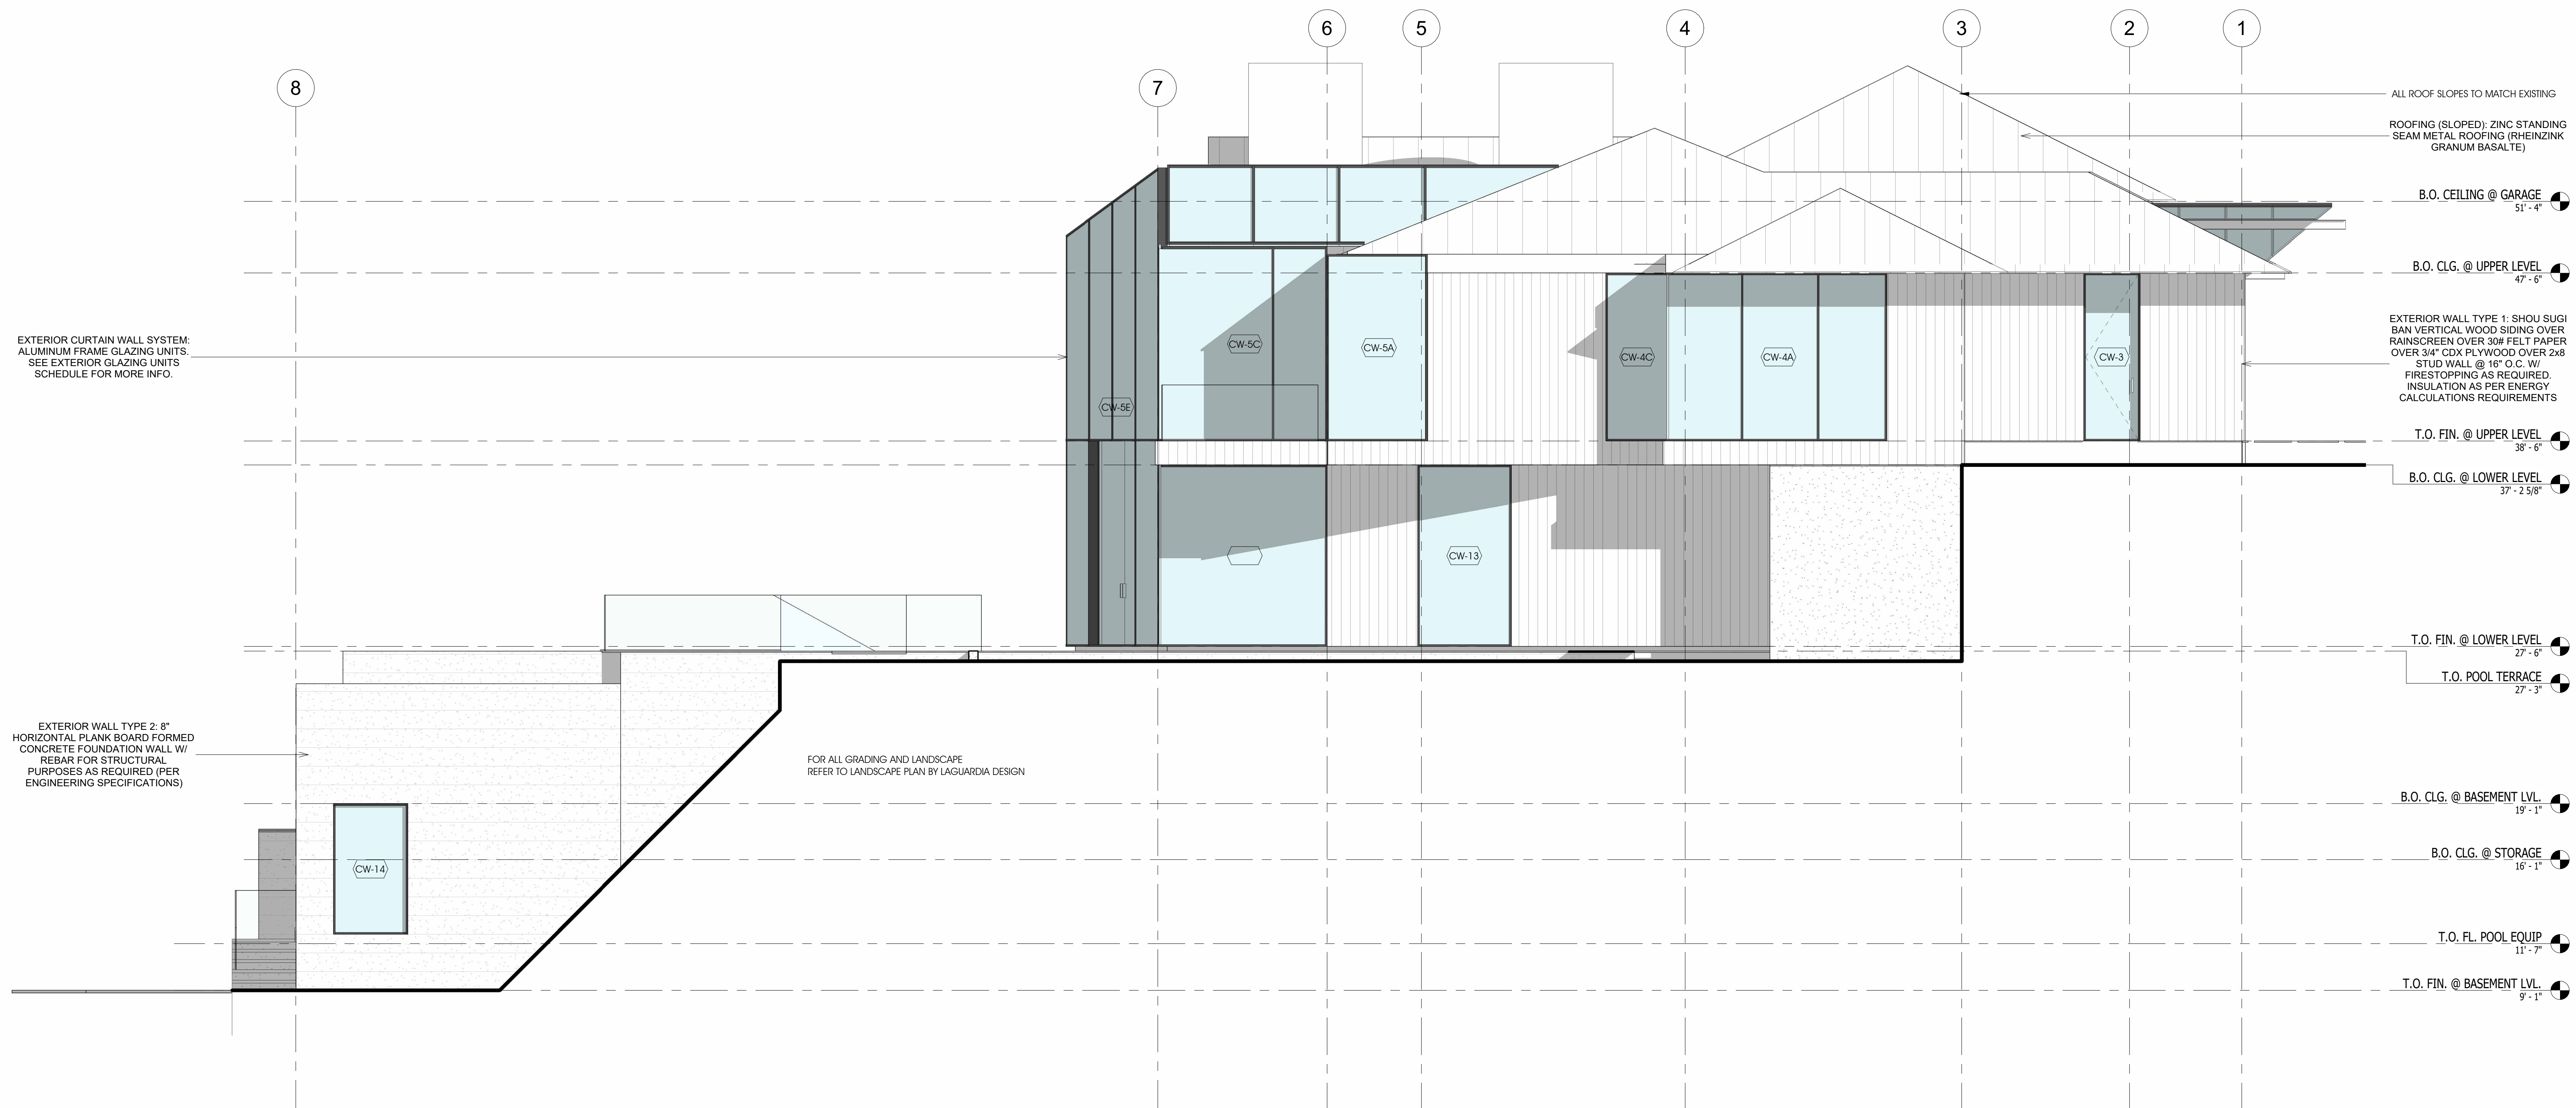 6
5
4
3
2
1
8
7
ALL ROOF SLOPES TO MATCH EXISTING
ROOFING (SLOPED): ZINC STANDING
SEAM METAL ROOFING (RHEINZINK
GRANUM BASALTE)
B.O. CEILING @ GARAGE
51' - 4"
B.O. CLG. @ UPPER LEVEL
47' - 6"
EXTERIOR CURTAIN WALL SYSTEM:
ALUMINUM FRAME GLAZING UNITS.
SEE EXTERIOR GLAZING UNITS
SCHEDULE FOR MORE INFO.
CW-5E
CW-5C
CW-5A
CW-4C
CW-4A
CW-3
EXTERIOR WALL TYPE 1: SHOU SUGI
BAN VERTICAL WOOD SIDING OVER
RAINSCREEN OVER 30# FELT PAPER
OVER 3/4" CDX PLYWOOD OVER 2x8
STUD WALL @ 16" O.C. W/
FIRESTOPPING AS REQUIRED.
INSULATION AS PER ENERGY
CALCULATIONS REQUIREMENTS
T.O. FIN. @ UPPER LEVEL
38' - 6"
B.O. CLG. @ LOWER LEVEL
37' - 2 5/8"
CW-13
T.O. FIN. @ LOWER LEVEL
27' - 6"
T.O. POOL TERRACE
27' - 3"
EXTERIOR WALL TYPE 2: 8"
HORIZONTAL PLANK BOARD FORMED
CONCRETE FOUNDATION WALL W/
REBAR FOR STRUCTURAL
PURPOSES AS REQUIRED (PER
ENGINEERING SPECIFICATIONS)
FOR ALL GRADING AND LANDSCAPE
REFER TO LANDSCAPE PLAN BY LAGUARDIA DESIGN
B.O. CLG. @ BASEMENT LVL.
19' - 1"
CW-14
B.O. CLG. @ STORAGE
16' - 1"
T.O. FL. POOL EQUIP
11' - 7"
T.O. FIN. @ BASEMENT LVL.
9' - 1"